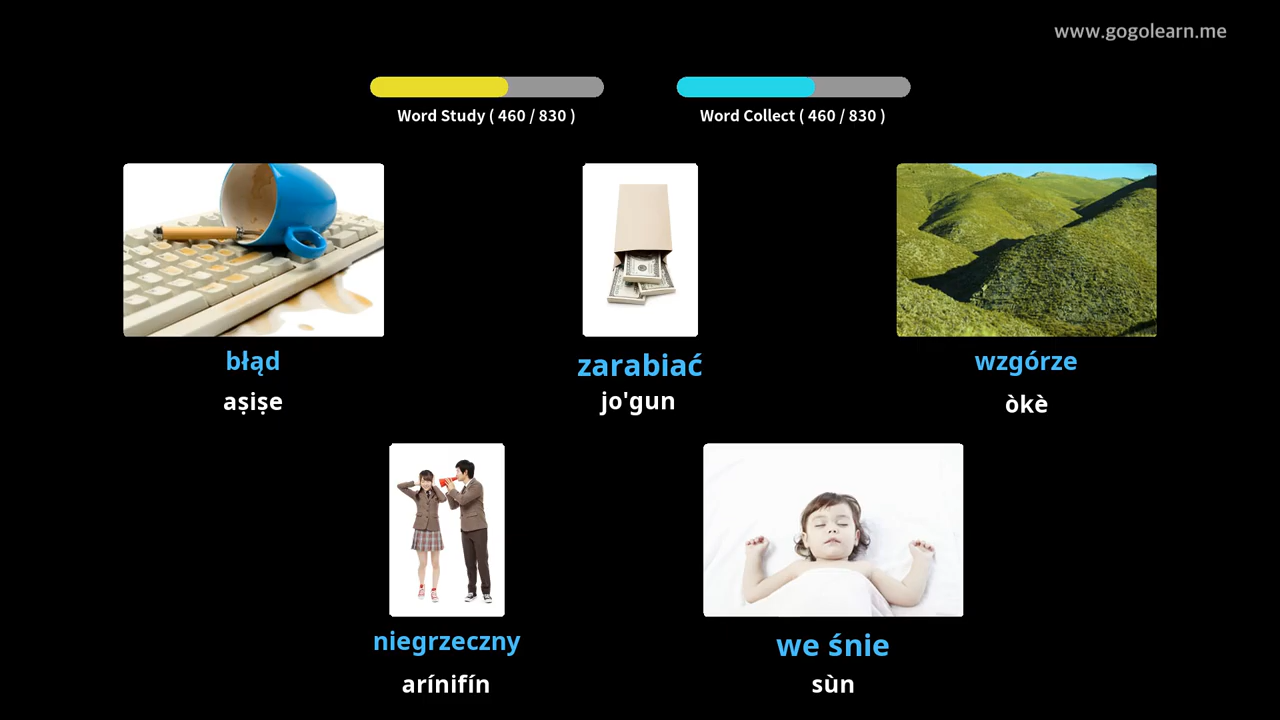 www.gogolearn.me
Word Study ( 460 / 830 )
Word Collect ( 460 / 830 )
błąd
aṣiṣe
zarabiać
jo'gun
wzgórze
òkè
niegrzeczny
arínifín
we śnie
sùn